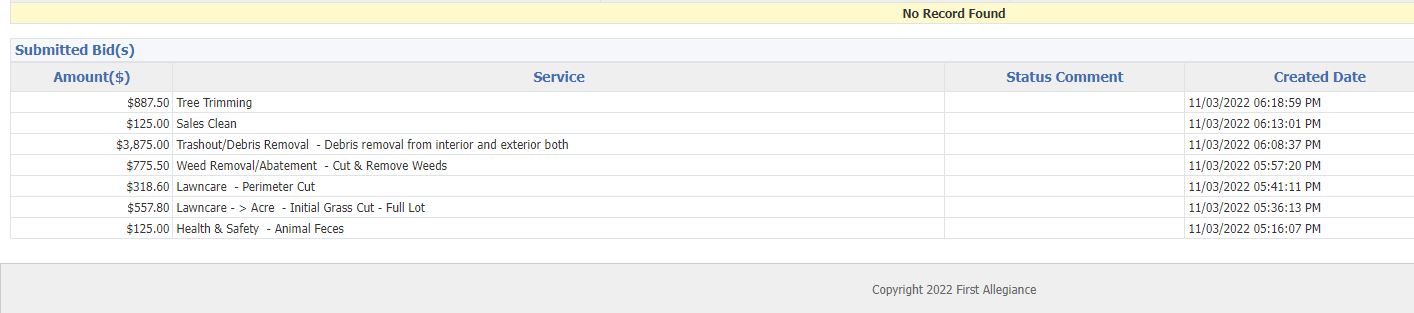 No Record Found
Submitted Bid(s)
Amount($) Service Status Comment Created Date
$887.50 Tree Trimming 11/03/2022 06:18:59 PM
$125.00 Sales Clean 11/03/2022 06:13:01 PM
$3,875.00 Trashout/Debris Removal - Debris removal from interior and exterior both 11/03/2022 06:08:37 PM
$775.50 Weed Removal/Abatement - Cut & Remove Weeds 11/03/2022 05:57:20 PM
$318.60 Lawncare - Perimeter Cut 11/03/2022 05:41:11 PM
$557.80 Lawncare - > Acre - Initial Grass Cut - Full Lot 11/03/2022 05:36:13 PM
$125.00 Health & Safety - Animal Feces 11/03/2022 05:16:07 PM
Copyright 2022 First Allegiance